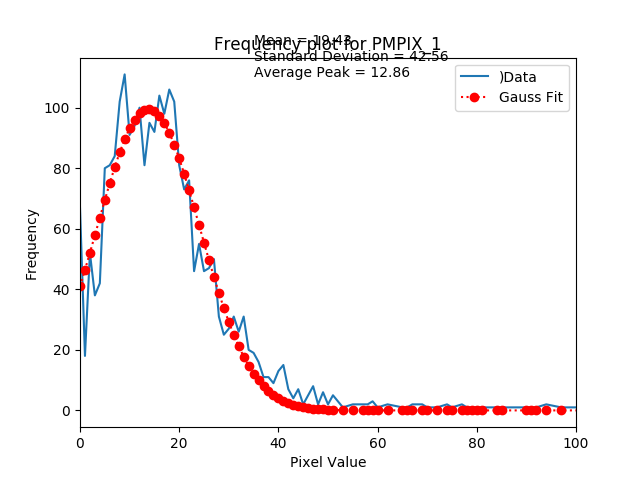 Mean = 19.43
Frequency plot for PMPIX_1
Standard Deviation = 42.56
Average Peak = 12.86
)Data
Gauss Fit
Frequency
100
80
60
40
20
0
0 20 40 60 80 100
Pixel Value